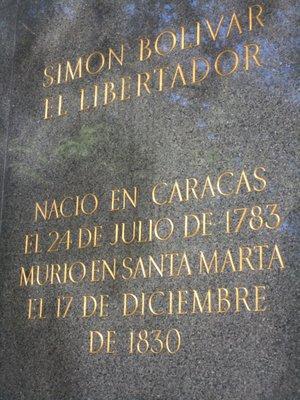 SIMON BOLIVAR
EL LIBERTADOR
NACIO EN CARACAS
EL 24 DE JULIO DE 1783
MURIO EN SANTA MARTA
EL 17 DE DICIEMBRE
DE 1830